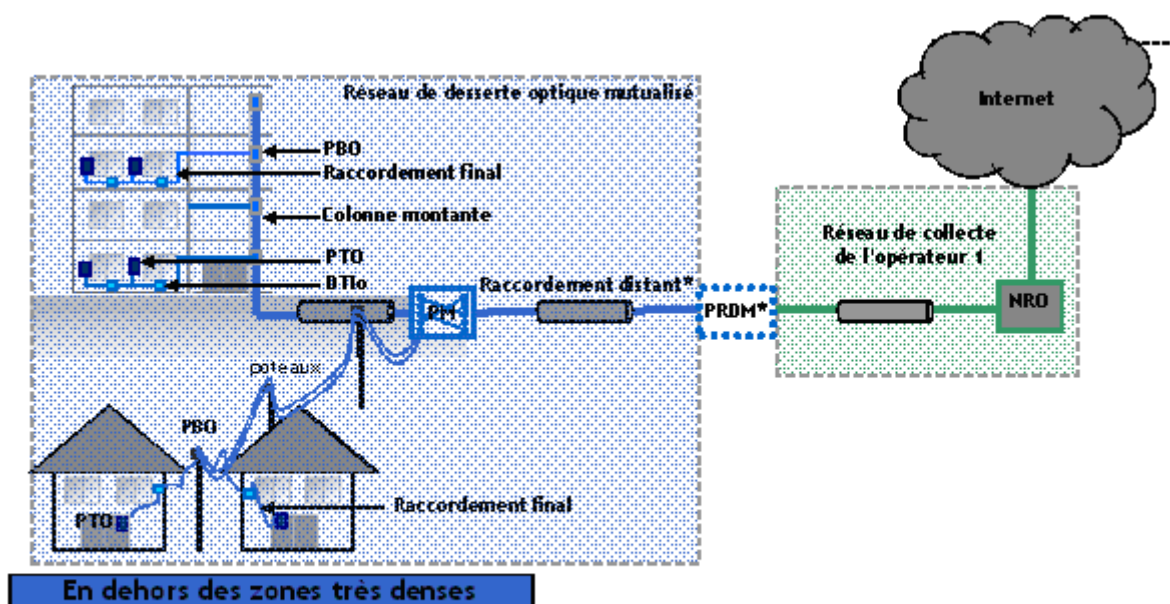 Réseau de desserte optique mutualisé
Internet
PBO
Raccordement final
Colonne montante
PTO
BTIo
Réseau de collecte
de l'opérateur 1
Raccordement distant*
PM
PRDM*
NRO
poteaux
PBO
Raccordement final
PTO
En dehors des zones très denses